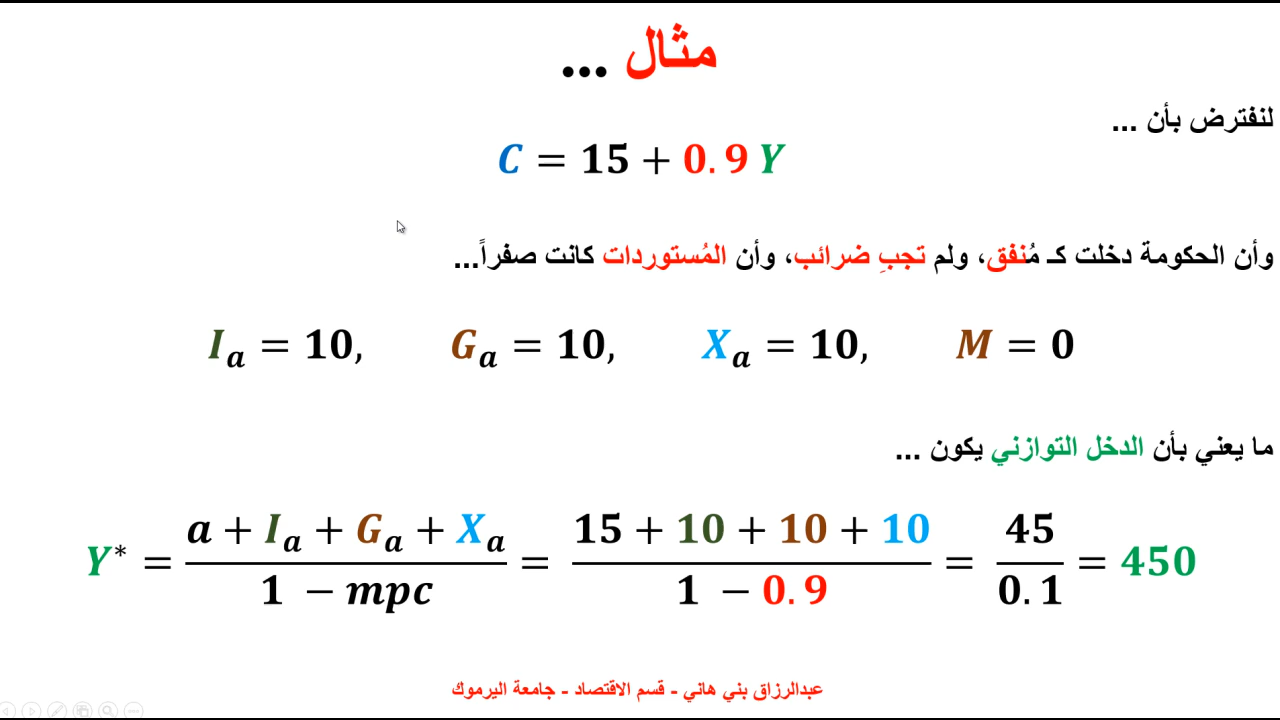 مثال ...
لنفترض بأن ...
C = 15 + 0.9 Y
وأن الحكومة دخلت كـ مُنفق، ولم تجبِ ضرائب، وأن المُستوردات كانت صفراً...
Iₐ = 10, Gₐ = 10, Xₐ = 10, M = 0
ما يعني بأن الدخل التوازني يكون ...
Y* = (a + Iₐ + Gₐ + Xₐ) / (1 − mpc) = (15 + 10 + 10 + 10) / (1 − 0.9) = 45 / 0.1 = 450
عبدالرزاق بني هاني - قسم الاقتصاد - جامعة اليرموك